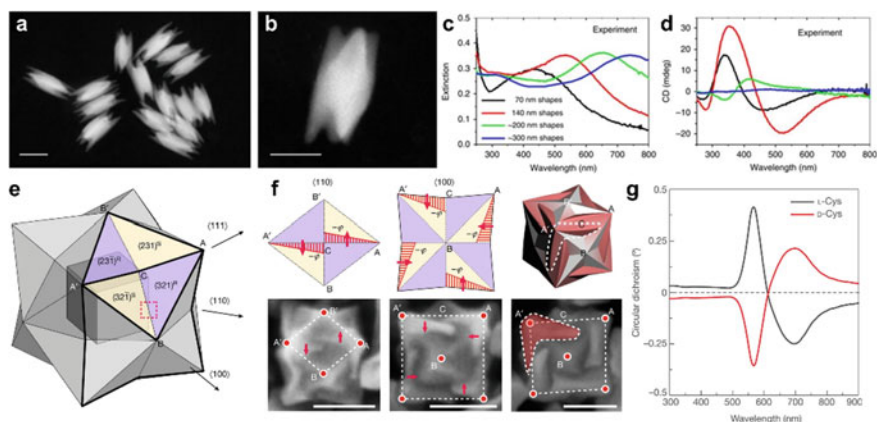 a
b
c
Experiment
Extinction
0.5
0.4
0.3
0.2
0.1
0.0
70 nm shapes
140 nm shapes
–200 nm shapes
–300 nm shapes
300 400 500 600 700 800
Wavelength (nm)
d
Experiment
CD (mdeg)
30
20
10
0
-10
-20
300 400 500 600 700 800
Wavelength (nm)
e
B'
A
A'
C
B
(321)ᴿ
(111)
(110)
(100)
f
(110)
B'
A'
C
A
B
–φ
–φ
(100)
A'
C
A
B
–φ
–φ
–φ
–φ
A'
C
A
B
B'
A'
A
B
A'
C
A
B
A'
A
B
g
L-Cys
D-Cys
Circular dichroism (°)
0.5
0.25
0
−0.25
−0.5
300 400 500 600 700 800 900
Wavelength (nm)